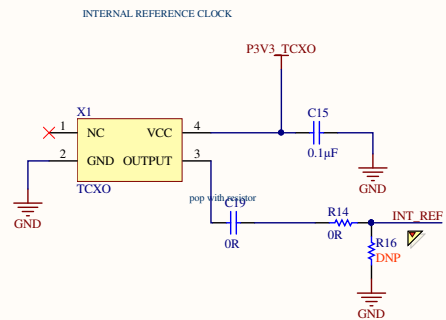 INTERNAL REFERENCE CLOCK
P3V3_TCXO
X1
1 NC VCC 4
2 GND OUTPUT 3
TCXO
C15
0.1µF
GND
GND
pop with resistor
C19
0R
R14
0R
INT_REF
R16
DNP
GND